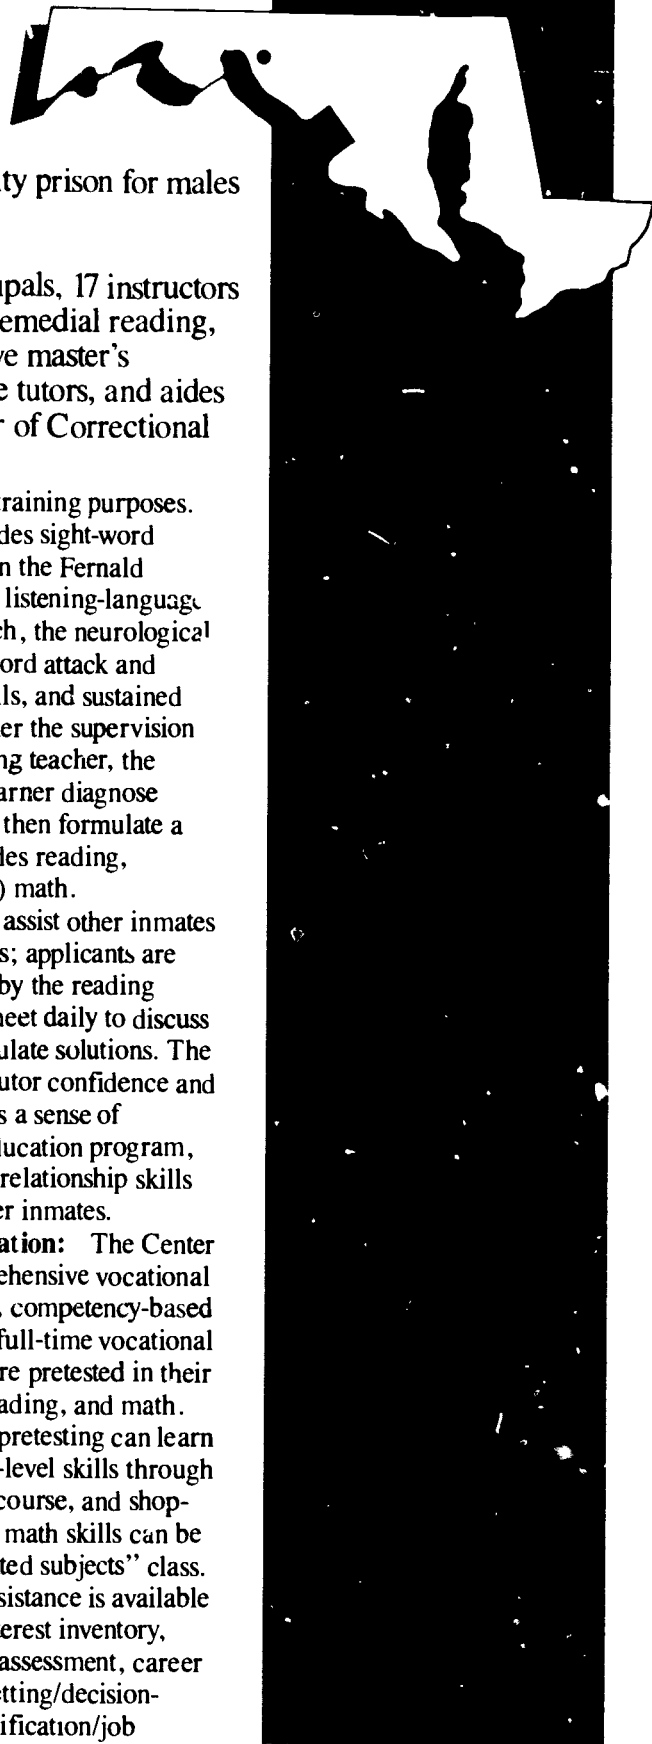 ty prison for males
pals, 17 instructors
emedial reading,
ve master's
e tutors, and aides
r of Correctional
raining purposes.
des sight-word
n the Fernald
listening-language
ch, the neurological
ord attack and
ls, and sustained
er the supervision
ng teacher, the
arner diagnose
then formulate a
des reading,
) math.
assist other inmates
s; applicants are
by the reading
neet daily to discuss
ulate solutions. The
utor confidence and
s a sense of
lucation program,
relationship skills
er inmates.
ation: The Center
ehensive vocational
, competency-based
full-time vocational
re pretested in their
ading, and math.
pretesting can learn
-level skills through
course, and shop-
math skills can be
ted subjects" class.
sistance is available
erest inventory,
assessment, career
tting/decision-
ification/job